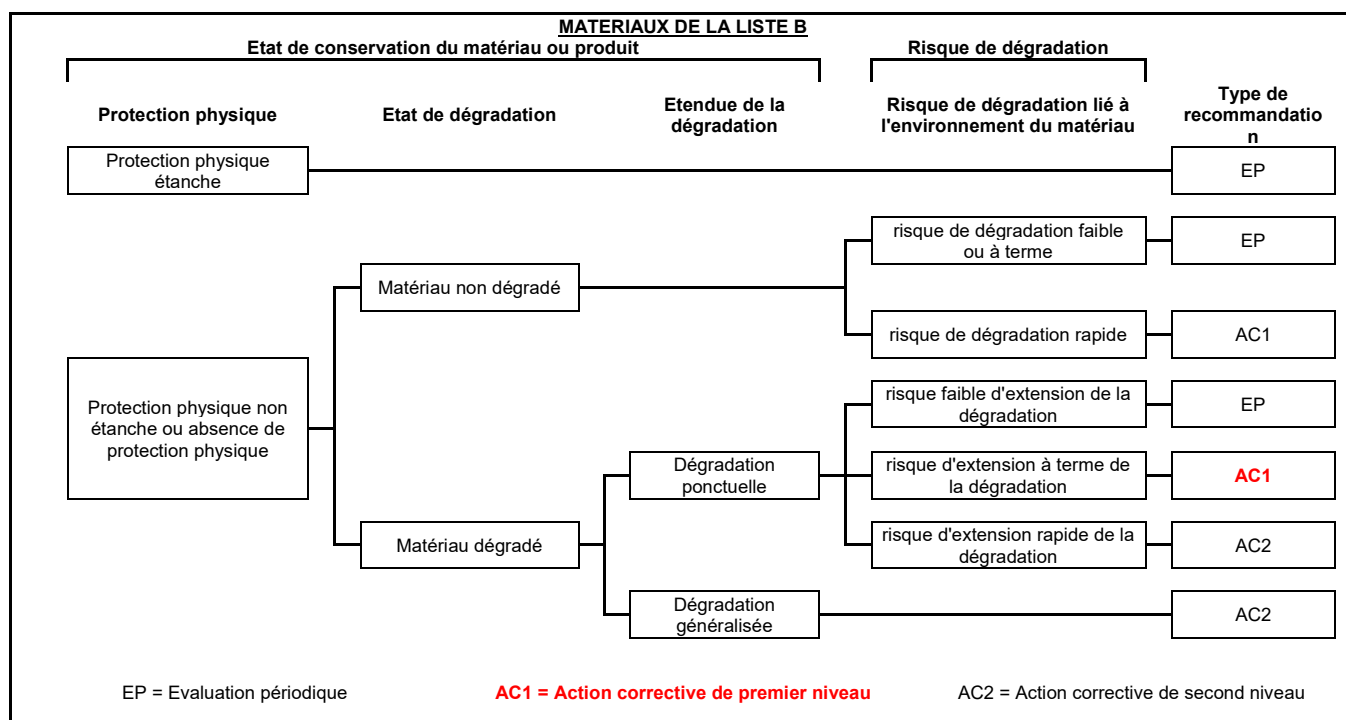 MATERIAUX DE LA LISTE B
Etat de conservation du matériau ou produit
Risque de dégradation
Protection physique
Etat de dégradation
Etendue de la
dégradation
Risque de dégradation lié à
l'environnement du matériau
Type de
recommandatio
n
Protection physique
étanche
EP
risque de dégradation faible
ou à terme
EP
Matériau non dégradé
risque de dégradation rapide
AC1
Protection physique non
étanche ou absence de
protection physique
risque faible d'extension de la
dégradation
EP
Dégradation
ponctuelle
risque d'extension à terme de
la dégradation
AC1
Matériau dégradé
risque d'extension rapide de la
dégradation
AC2
Dégradation
généralisée
AC2
EP = Evaluation périodique
AC1 = Action corrective de premier niveau
AC2 = Action corrective de second niveau